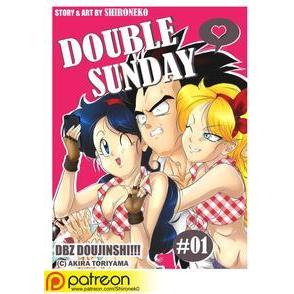 STORY & ART BY SHIRONEKO
DOUBLE
SUNDAY
DBZ DOUJINSHI!!!
(C) AKIRA TORIYAMA
#01
patreon
www.patreon.com/Shironek0